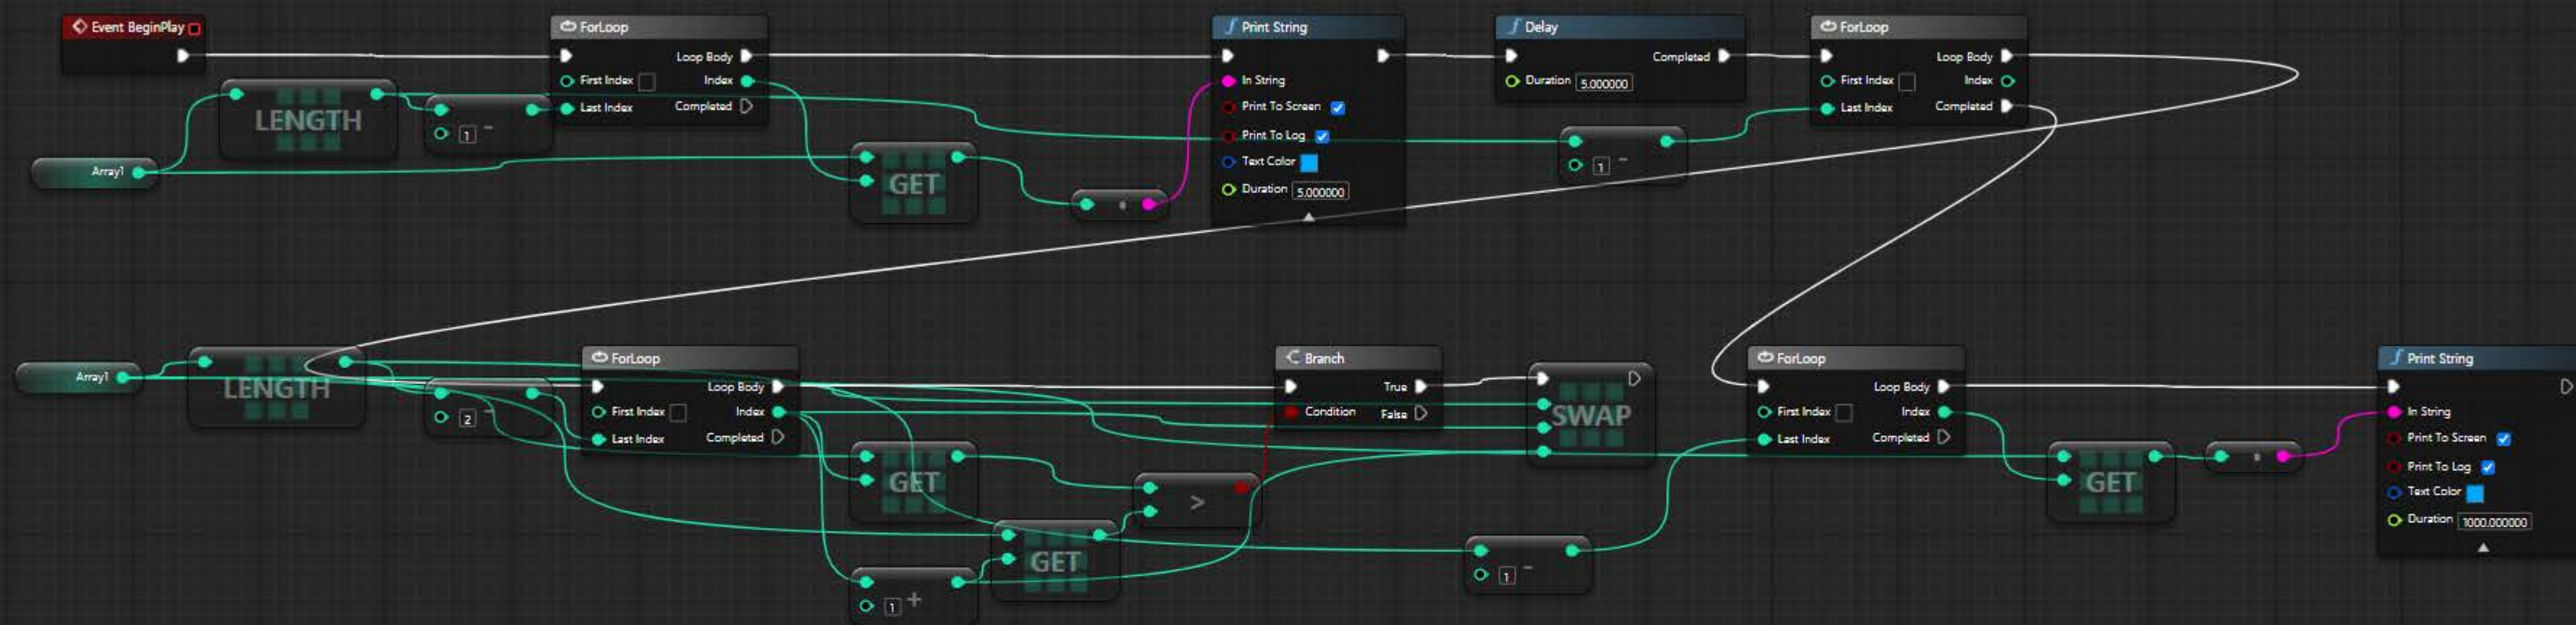 Event BeginPlay
ForLoop
First Index
Last Index
Loop Body
Index
Completed
LENGTH
1 -
Array1
GET
Print String
In String
Print To Screen
Print To Log
Text Color
Duration 5.000000
Delay
Completed
Duration 5.000000
ForLoop
First Index
Last Index
Loop Body
Index
Completed
1 -
Array1
LENGTH
2 -
ForLoop
First Index
Last Index
Loop Body
Index
Completed
GET
1 +
GET
>
Branch
Condition
True
False
SWAP
1 -
ForLoop
First Index
Last Index
Loop Body
Index
Completed
GET
Print String
In String
Print To Screen
Print To Log
Text Color
Duration 1000.000000